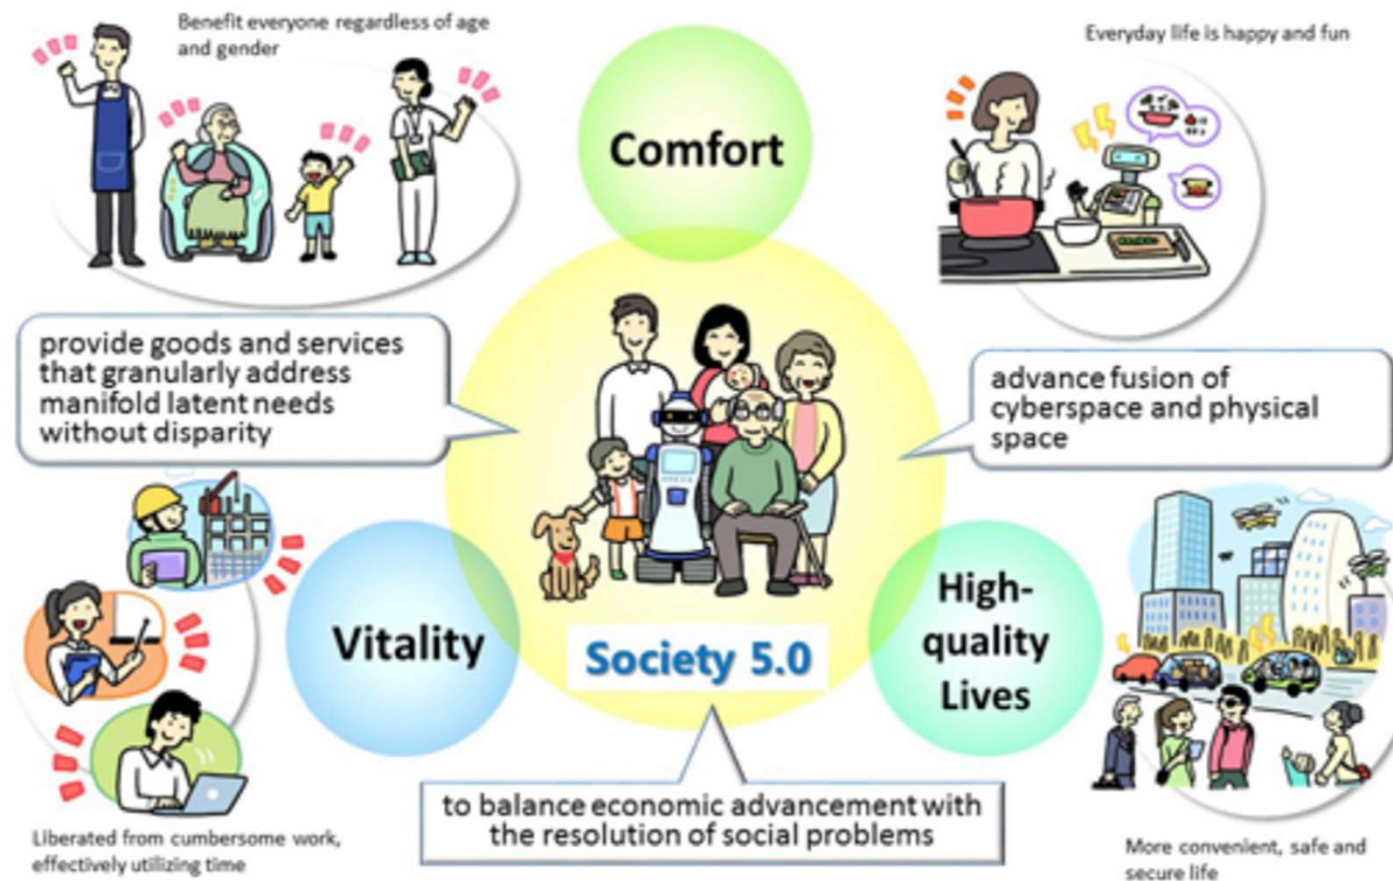 Benefit everyone regardless of age
and gender
Everyday life is happy and fun
Comfort
provide goods and services
that granularly address
manifold latent needs
without disparity
advance fusion of
cyberspace and physical
space
Vitality
Society 5.0
High-
quality
Lives
to balance economic advancement with
the resolution of social problems
Liberated from cumbersome work,
effectively utilizing time
More convenient, safe and
secure life